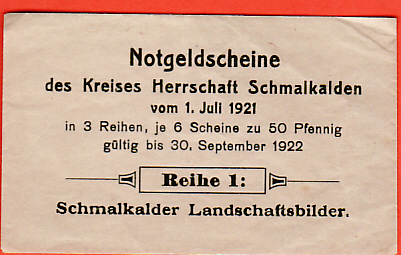 Notgeldscheine
des Kreises Herrschaft Schmalkalden
vom 1. Juli 1921
in 3 Reihen, je 6 Scheine zu 50 Pfennig
gültig bis 30. September 1922
Reihe 1:
Schmalkalder Landschaftsbilder.